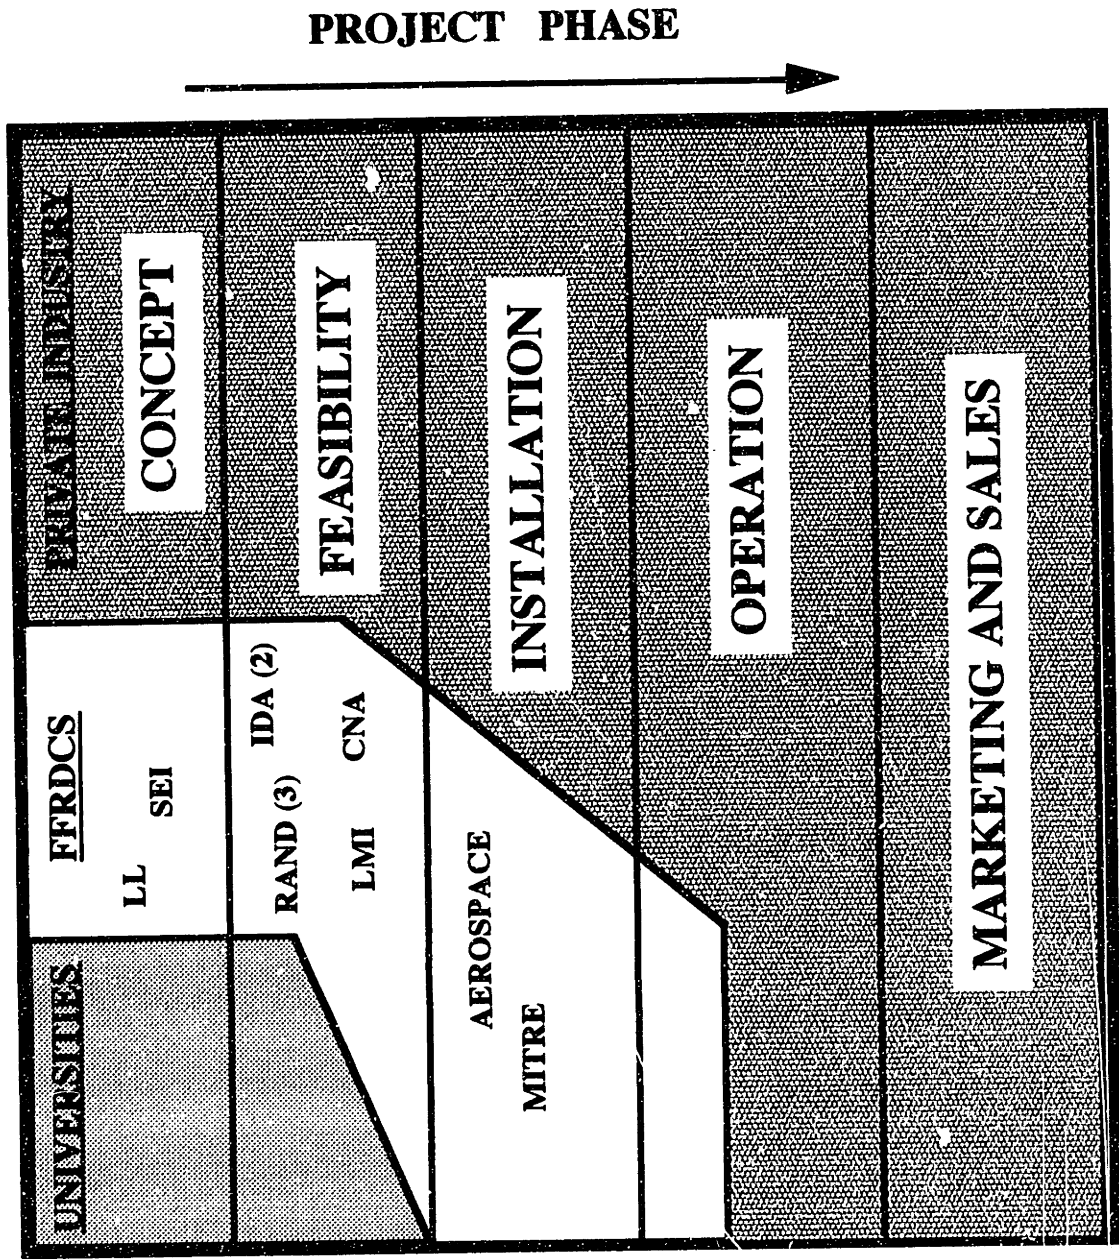 PROJECT PHASE
PRIVATE INDUSTRY
CONCEPT
FEASIBILITY
INSTALLATION
OPERATION
MARKETING AND SALES
FFRDCS
LL
SEI
RAND (3)
IDA (2)
LMI
CNA
AEROSPACE
MITRE
UNIVERSITIES